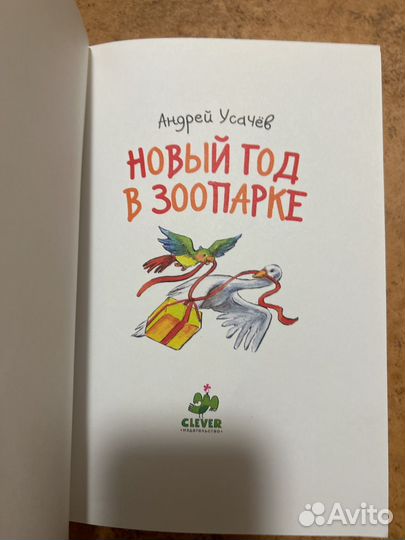 Андрей Усачёв
НОВЫЙ ГОД
В ЗООПАРКЕ
CLEVER
ИЗДАТЕЛЬСТВО
Avito